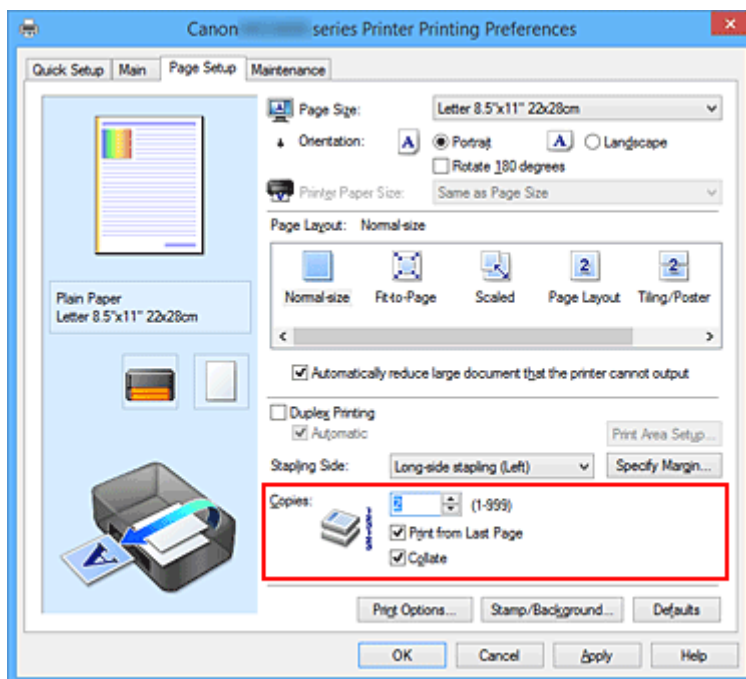 Canon series Printer Printing Preferences
Quick Setup Main Page Setup Maintenance
Page Size: Letter 8.5"x11" 22x28cm
Orientation: A Portrait A Landscape
Rotate 180 degrees
Printer Paper Size: Same as Page Size
Page Layout: Normal-size
2 2
Normal-size Fit-to-Page Scaled Page Layout Tiling/Poster
Plain Paper
Letter 8.5"x11" 22x28cm
Automatically reduce large document that the printer cannot output
Duplex Printing
Automatic Print Area Setup...
Stapling Side: Long-side stapling (Left) Specify Margin...
Copies: 2 (1-999)
Print from Last Page
Collate
A
Print Options... Stamp/Background... Defaults
OK Cancel Apply Help